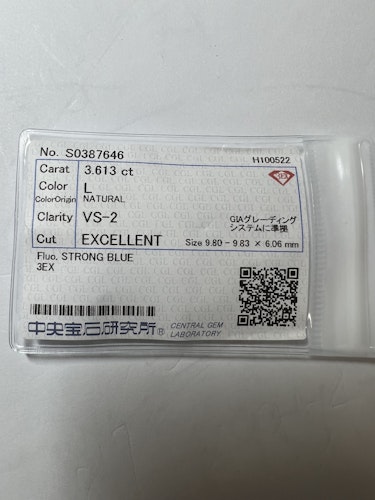 No. S0387646
H100522
Carat 3.613 ct
Color L
ColorOrigin NATURAL
Clarity VS-2
GIAグレーディング
システムに準拠
Cut EXCELLENT
Size 9.80 - 9.83 × 6.06 mm
Fluo. STRONG BLUE
3EX
中央宝石研究所®
CENTRAL GEM
LABORATORY